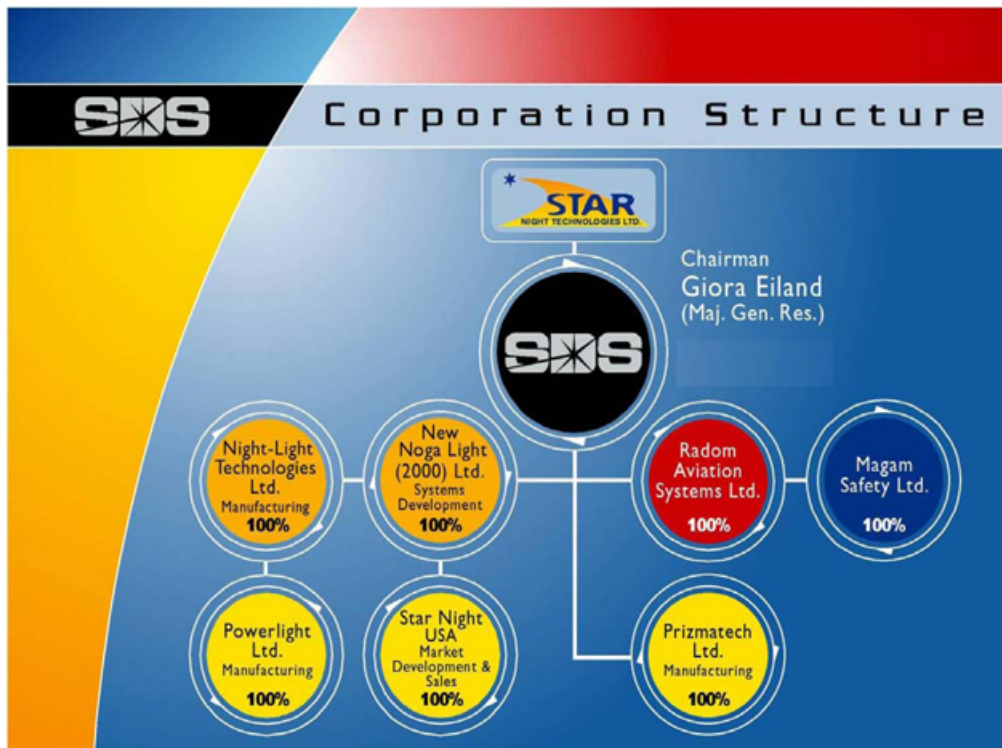 SDS
Corporation Structure
STAR
NIGHT TECHNOLOGIES LTD.
Chairman
Giora Eiland
(Maj. Gen. Res.)
SDS
Night-Light
Technologies
Ltd.
Manufacturing
100%
New
Noga Light
(2000) Ltd.
Systems
Development
100%
Radom
Aviation
Systems Ltd.
100%
Magam
Safety Ltd.
100%
Powerlight
Ltd.
Manufacturing
100%
Star Night
USA
Market
Development &
Sales
100%
Prizmatech
Ltd.
Manufacturing
100%